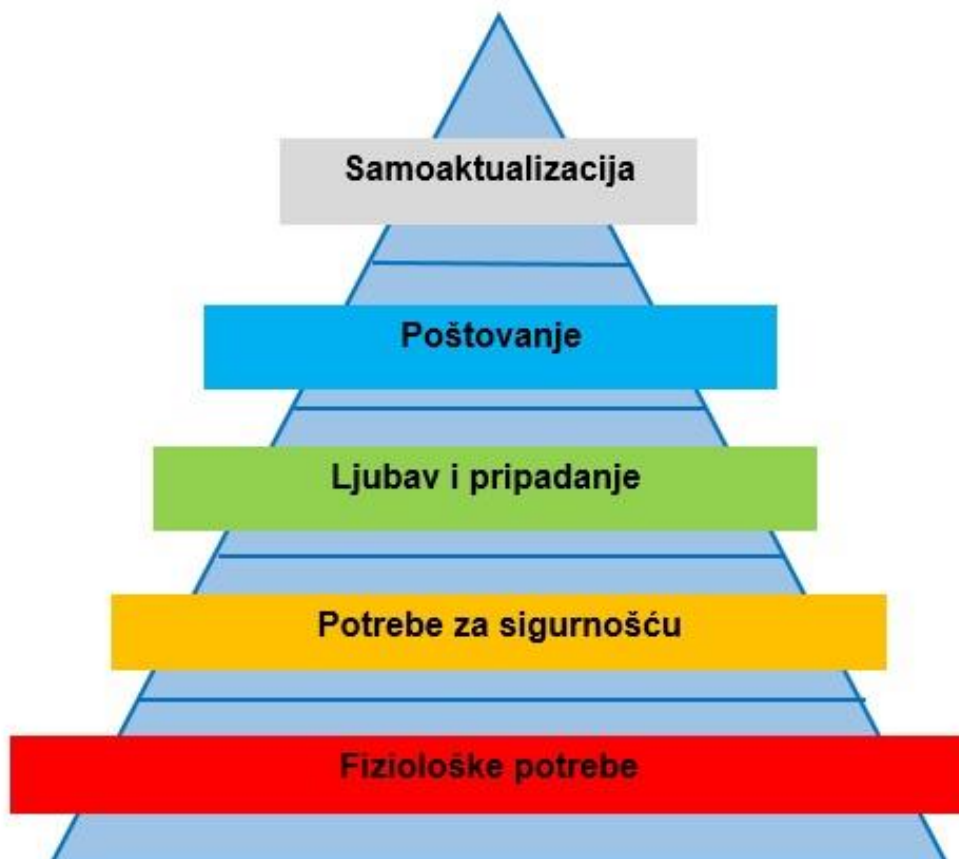 Samoaktualizacija
Poštovanje
Ljubav i pripadanje
Potrebe za sigurnošću
Fiziološke potrebe